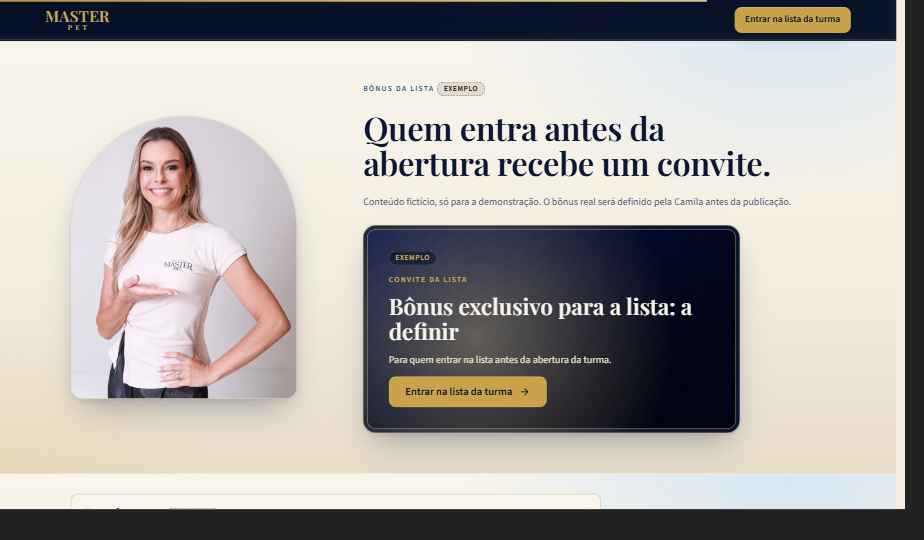 MASTER
PET
Entrar na lista da turma
BÔNUS DA LISTA EXEMPLO
Quem entra antes da
abertura recebe um convite.
Conteúdo fictício, só para a demonstração. O bônus real será definido pela Camila antes da publicação.
EXEMPLO
CONVITE DA LISTA
Bônus exclusivo para a lista: a
definir
Para quem entrar na lista antes da abertura da turma.
Entrar na lista da turma →
MASTER
PET